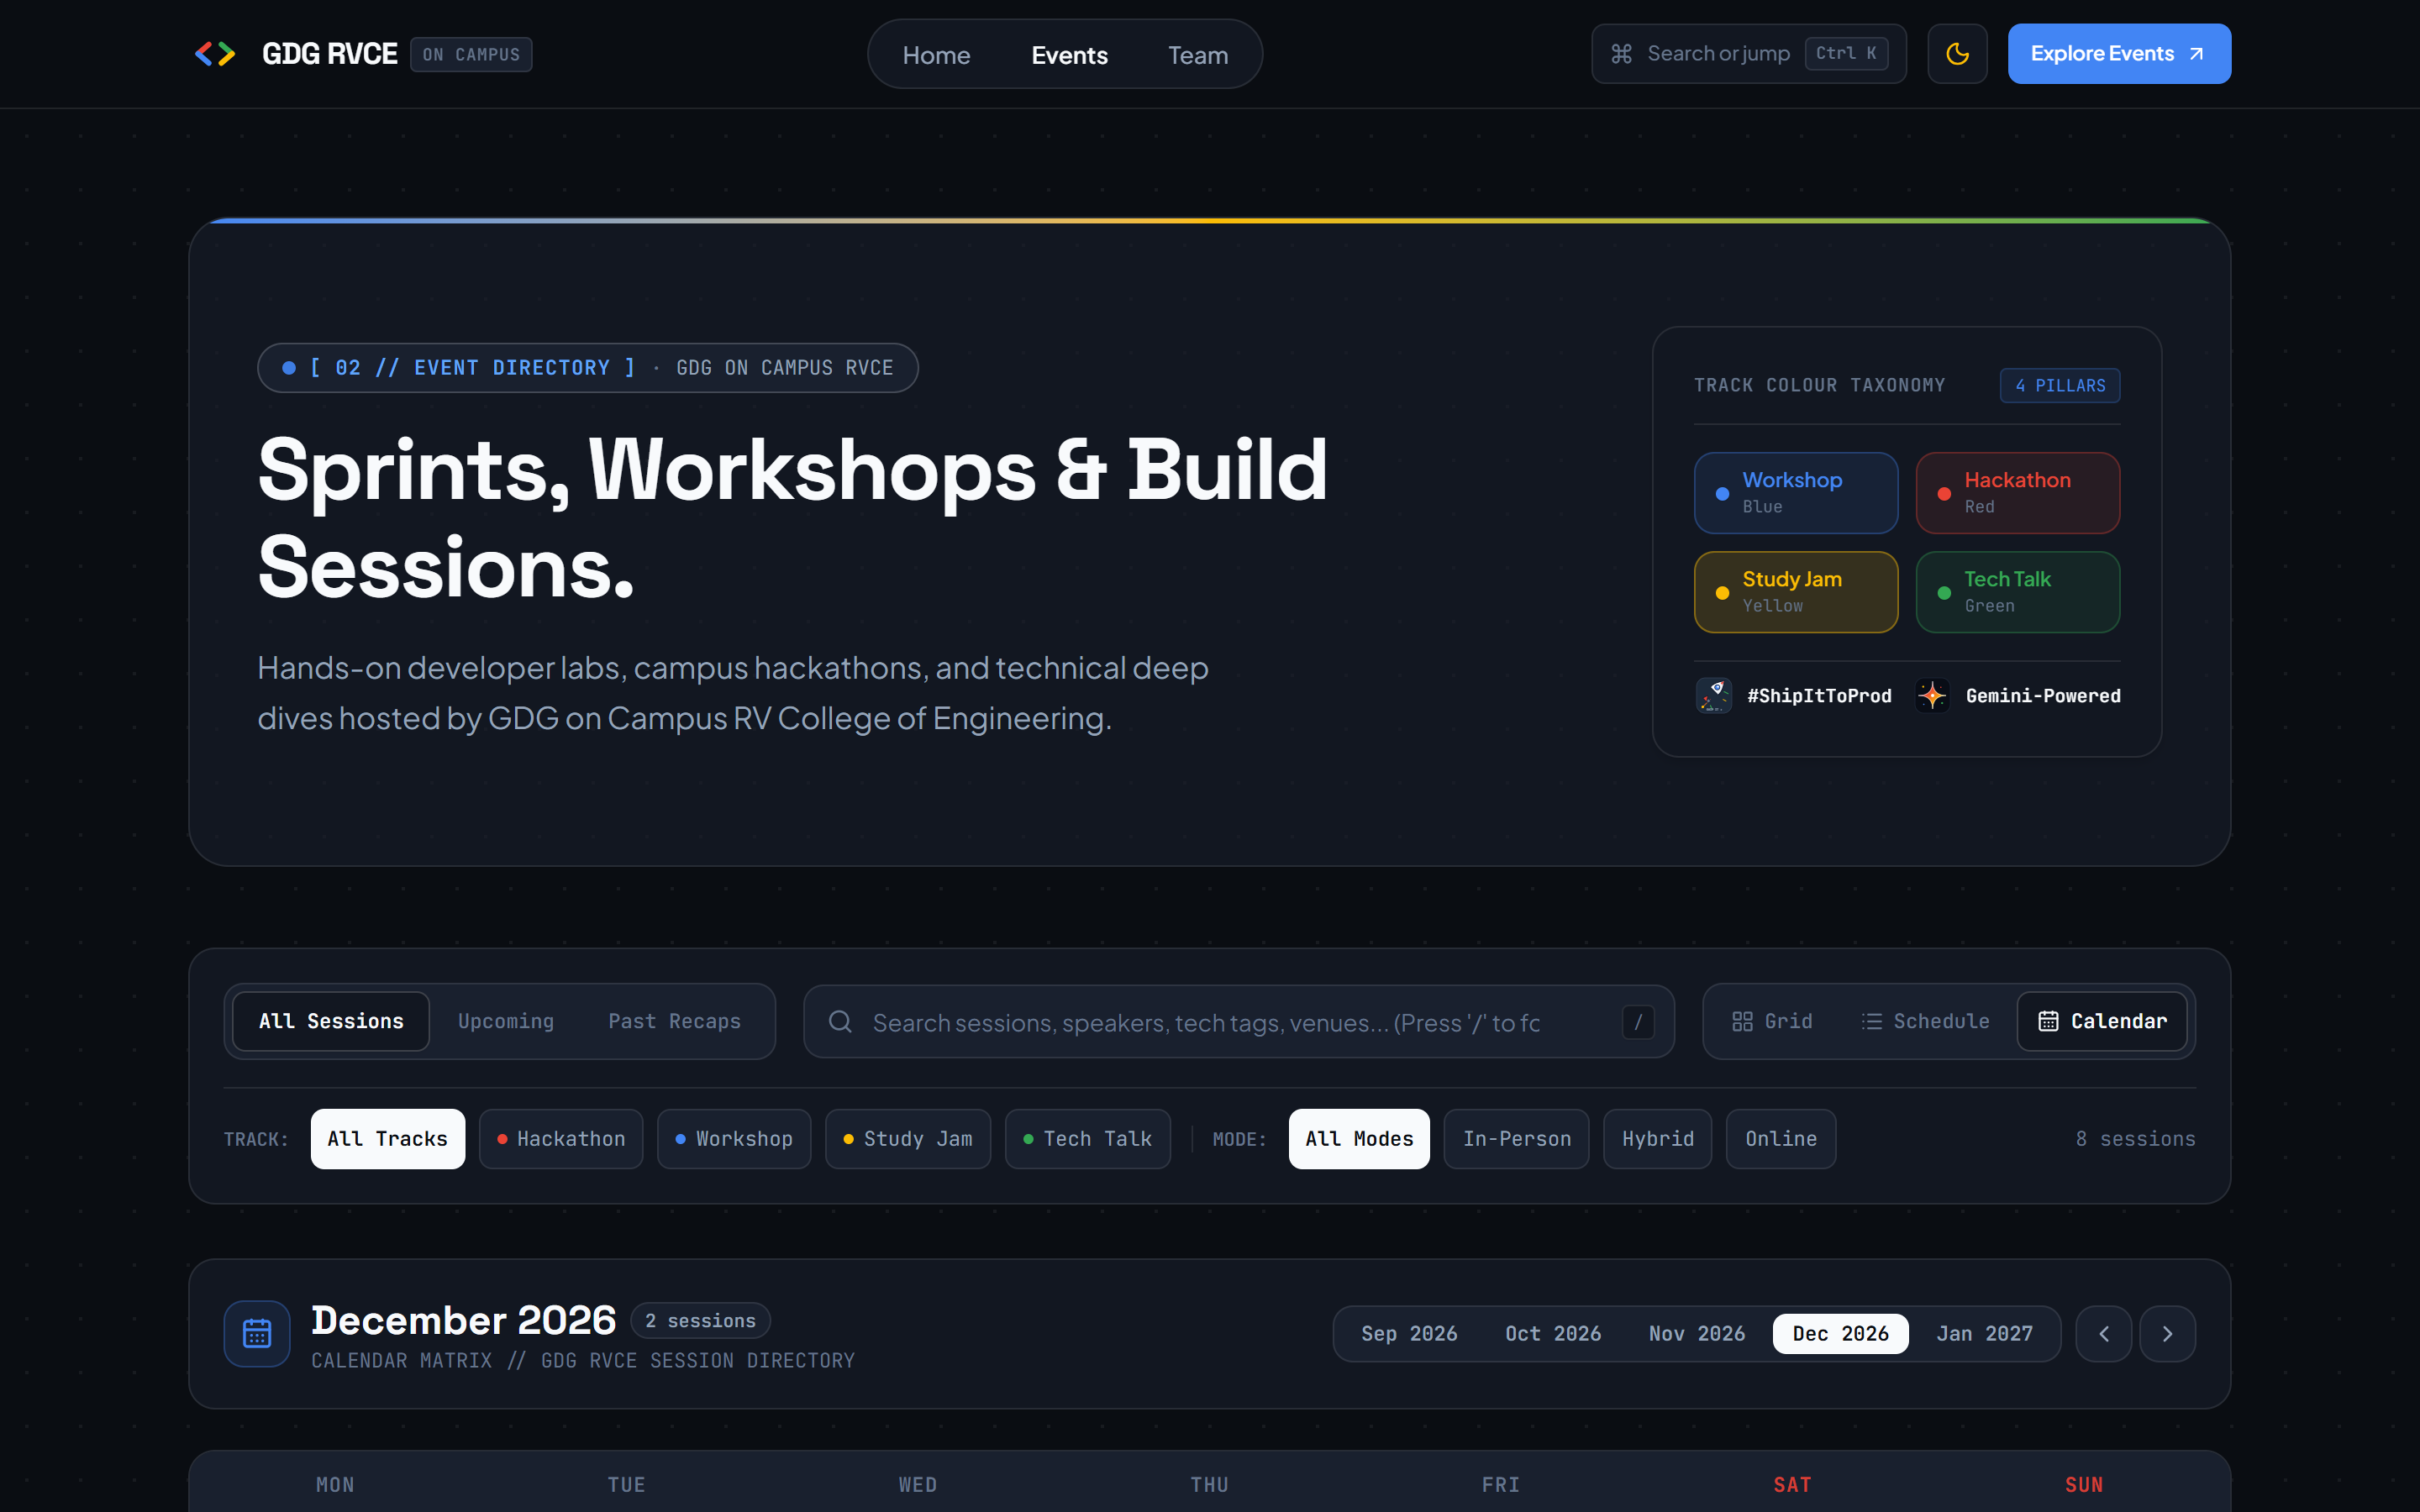 GDG RVCE ON CAMPUS
Home Events Team
Search or jump Ctrl K
Explore Events
[ 02 // EVENT DIRECTORY ] · GDG ON CAMPUS RVCE
Sprints, Workshops & Build
Sessions.
Hands-on developer labs, campus hackathons, and technical deep
dives hosted by GDG on Campus RV College of Engineering.
TRACK COLOUR TAXONOMY 4 PILLARS
Workshop
Blue
Hackathon
Red
Study Jam
Yellow
Tech Talk
Green
#ShipItToProd Gemini-Powered
All Sessions Upcoming Past Recaps
Search sessions, speakers, tech tags, venues... (Press '/' to fo
/
Grid Schedule Calendar
TRACK: All Tracks Hackathon Workshop Study Jam Tech Talk
MODE: All Modes In-Person Hybrid Online
8 sessions
December 2026 2 sessions
CALENDAR MATRIX // GDG RVCE SESSION DIRECTORY
Sep 2026 Oct 2026 Nov 2026 Dec 2026 Jan 2027
MON TUE WED THU FRI SAT SUN